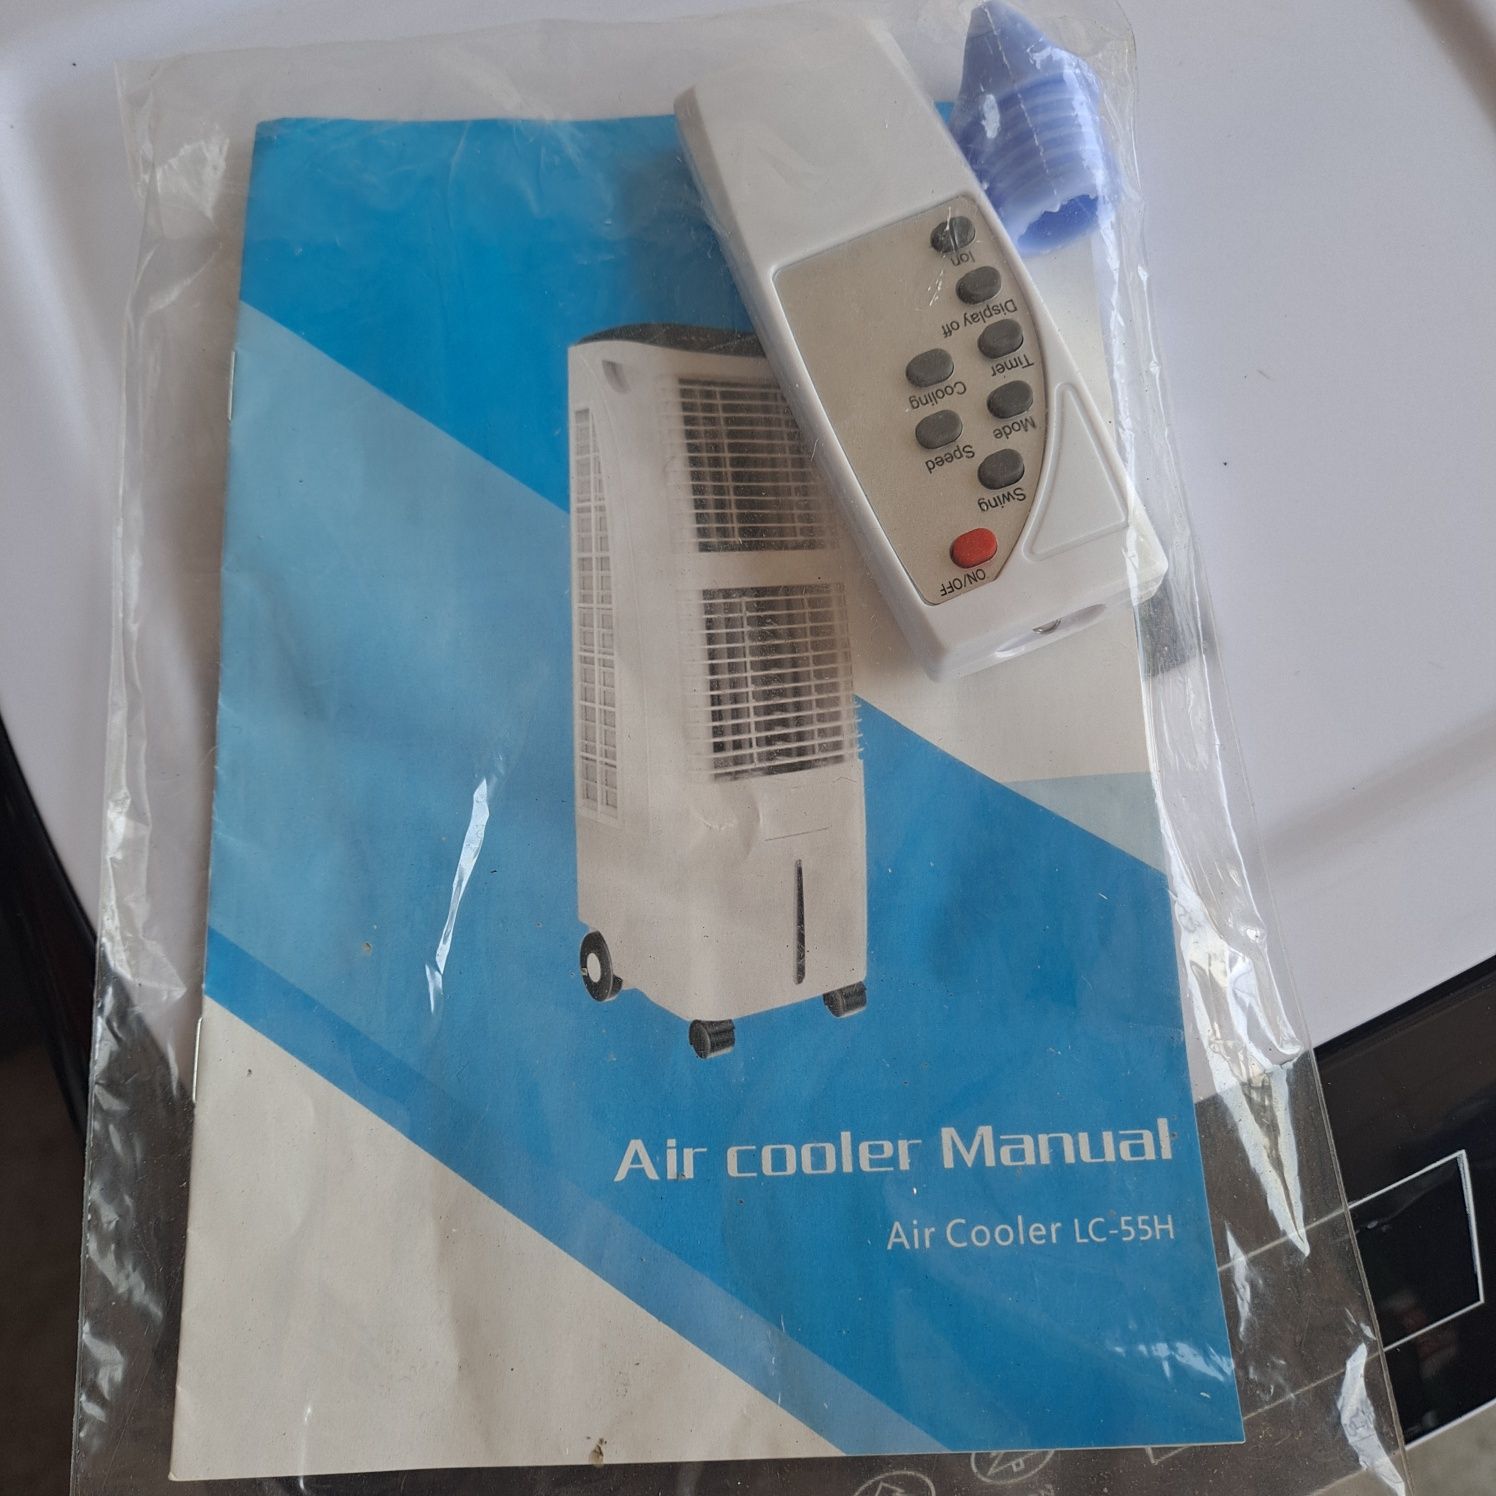 Ion
Display off
Timer
Cooling
Mode
Speed
Swing
ON/OFF
Air cooler Manual
Air Cooler LC-55H